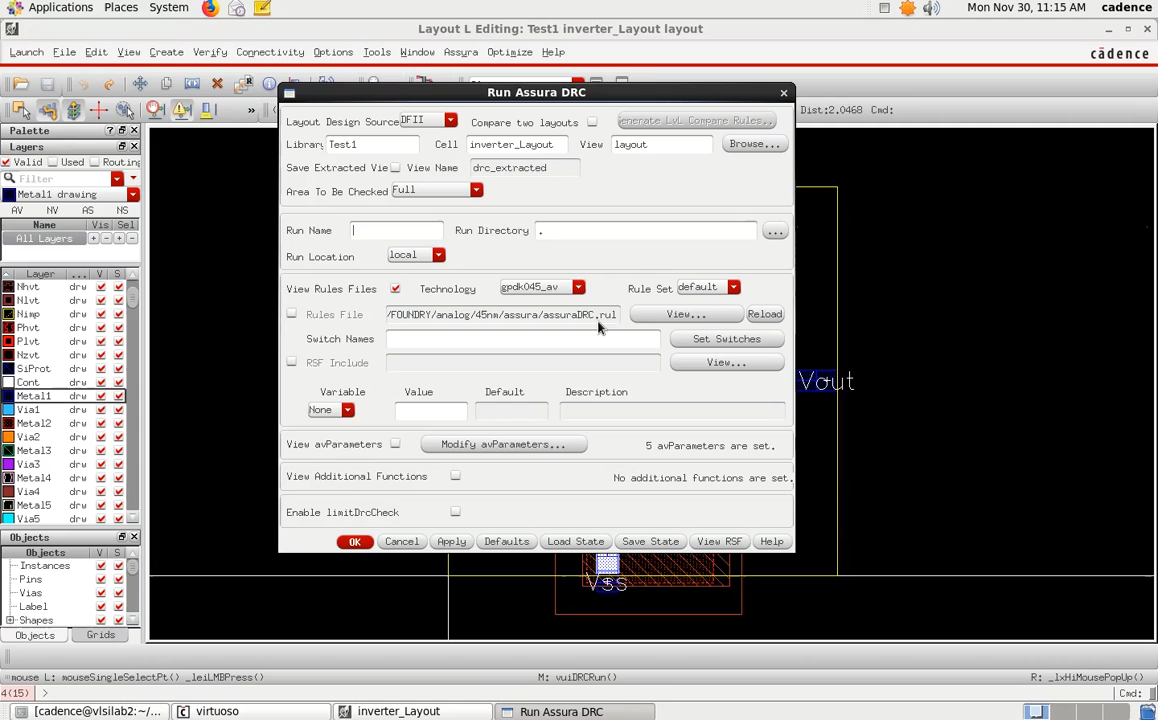 Applications Places System
Mon Nov 30, 11:15 AM cadence
Layout L Editing: Test1 inverter_Layout layout
Launch File Edit View Create Verify Connectivity Options Tools Window Assura Optimize Help
cādence
» Dist:2.0468 Cmd:
Palette
Layers
Valid Used Routing
Filter
Metal1 drawing
AV NV AS NS
Name Vis Sel
All Layers
Layer ... V S
Nhvt drw
Nlvt drw
Nimp drw
Phvt drw
Plvt drw
Nzvt drw
SiProt drw
Cont drw
Metal1 drw
Via1 drw
Metal2 drw
Via2 drw
Metal3 drw
Via3 drw
Metal4 drw
Via4 drw
Metal5 drw
Via5 drw
Objects
Objects V S
Instances
Pins
Vias
Label
Shapes
Objects Grids
Run Assura DRC
Layout Design Source DFII Compare two layouts Generate LvL Compare Rules...
Library Test1 Cell inverter_Layout View layout Browse...
Save Extracted Vie View Name drc_extracted
Area To Be Checked Full
Run Name Run Directory . ...
Run Location local
View Rules Files Technology gpdk045_av Rule Set default
Rules File /FOUNDRY/analog/45nm/assura/assuraDRC.rul View... Reload
Switch Names Set Switches
RSF Include View...
Variable Value Default Description
None
View avParameters Modify avParameters... 5 avParameters are set.
View Additional Functions No additional functions are set.
Enable limitDrcCheck
OK Cancel Apply Defaults Load State Save State View RSF Help
Vout
Vss
mouse L: mouseSingleSelectPt() _leiLMBPress() M: vuiDRCRun() R: _lxHiMousePopUp()
4(15) > Cmd:
[cadence@vlsilab2:~/... virtuoso inverter_Layout Run Assura DRC